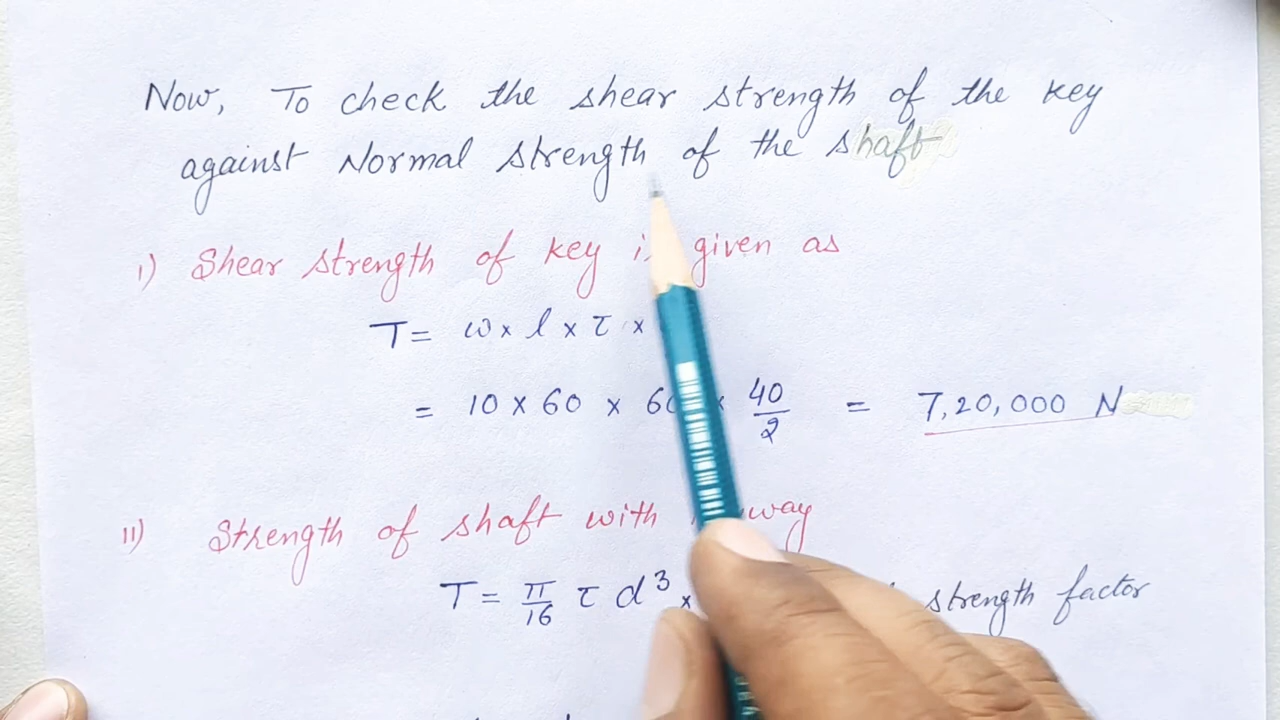 Now, To check the shear strength of the key
against Normal strength of the shaft
i) Shear strength of key is given as
T = w × l × τ ×
= 10 × 60 × 60 × 40/2 = 7,20,000 N
ii) Strength of shaft with
T = π/16 τ d³ ×
strength factor